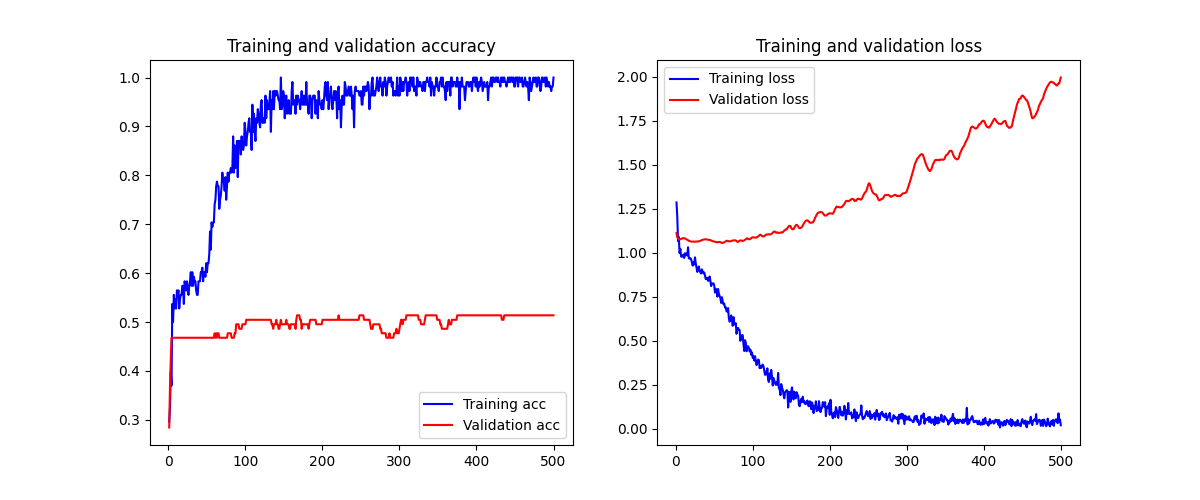 Training and validation accuracy
1.0
0.9
0.8
0.7
0.6
0.5
0.4
0.3
0 100 200 300 400 500
Training acc
Validation acc
Training and validation loss
2.00
1.75
1.50
1.25
1.00
0.75
0.50
0.25
0.00
0 100 200 300 400 500
Training loss
Validation loss